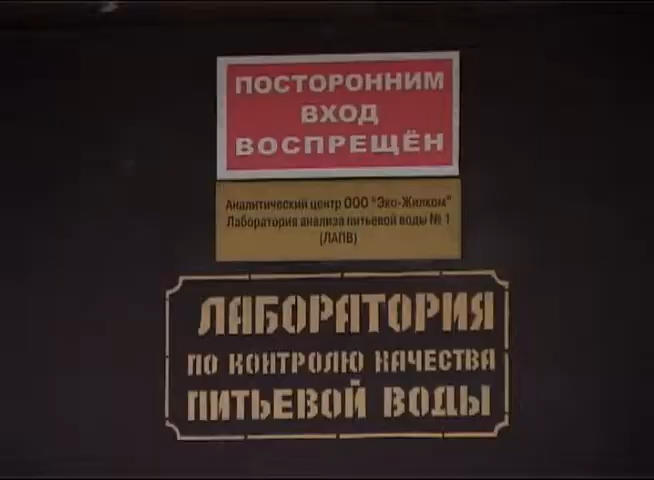 ПОСТОРОННИМ
ВХОД
ВОСПРЕЩЁН
Аналитический центр ООО "Эко-Жилком"
Лаборатория анализа питьевой воды № 1
(ЛАПВ)
ЛАБОРАТОРИЯ
ПО КОНТРОЛЮ КАЧЕСТВА
ПИТЬЕВОЙ ВОДЫ